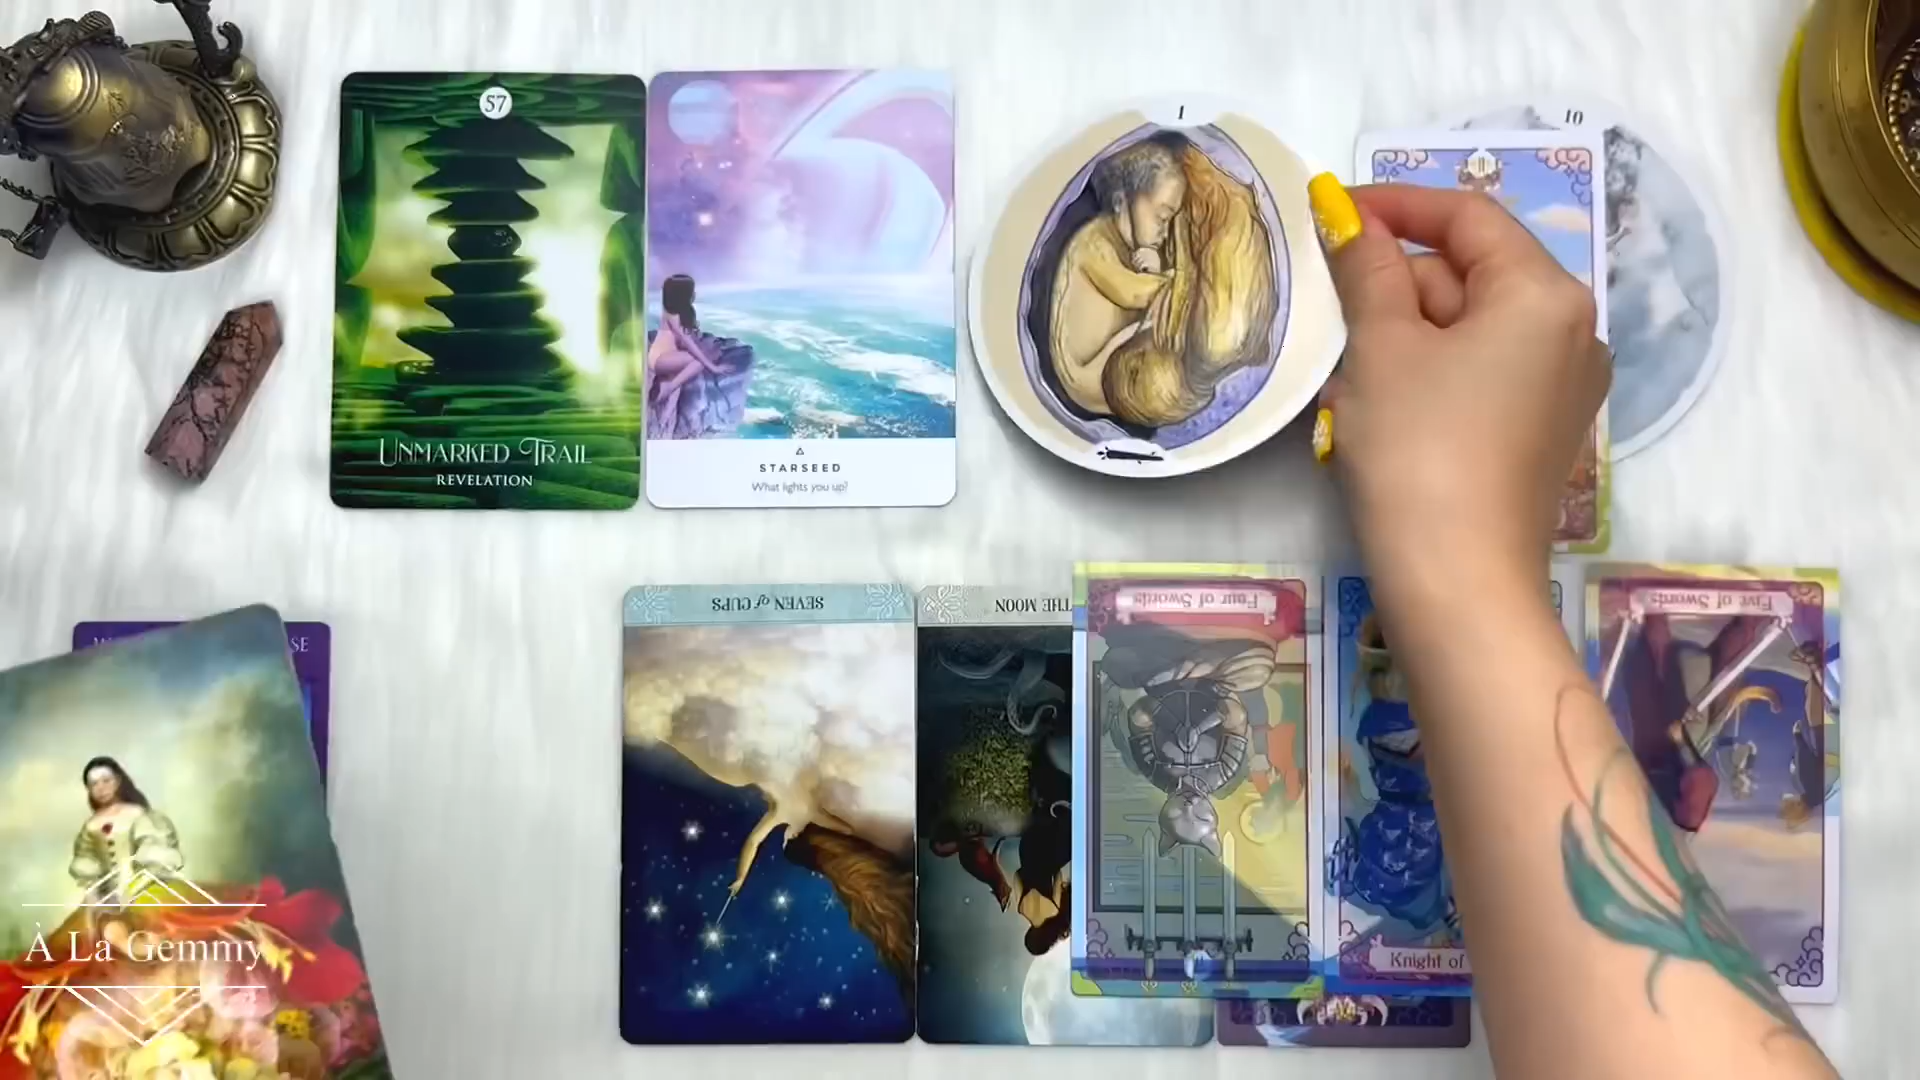 57
UNMARKED TRAIL
REVELATION
STARSEED
What lights you up?
1
10
SE
SEVEN of CUPS
THE MOON
Four of Swords
Five of Swords
Knight of
À La Gemmy